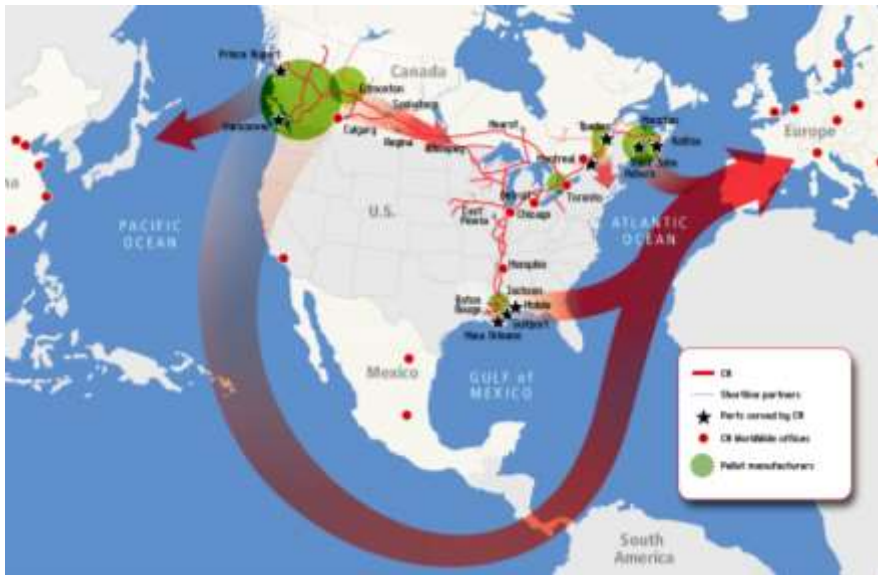 Prince Rupert
Canada
Edmonton
Saskatoon
Vancouver
Calgary
Regina
Winnipeg
Hearst
Quebec
Moncton
Halifax
Saint John
Auburn
Montreal
Toronto
Detroit
Chicago
East
Peoria
Memphis
Jackson
Mobile
Baton
Rouge
Gulfport
New Orleans
Europe
U.S.
PACIFIC
OCEAN
ATLANTIC
OCEAN
Mexico
GULF of
MEXICO
South
America
na
CN
Shortline partners
Ports served by CN
CN Worldwide offices
Pellet manufacturers